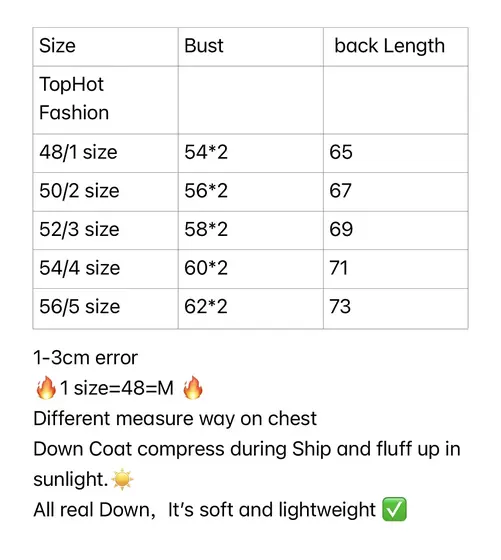 Size Bust back Length
TopHot
Fashion
48/1 size 54*2 65
50/2 size 56*2 67
52/3 size 58*2 69
54/4 size 60*2 71
56/5 size 62*2 73
1-3cm error
🔥1 size=48=M 🔥
Different measure way on chest
Down Coat compress during Ship and fluff up in
sunlight.☀️
All real Down，It's soft and lightweight ✅